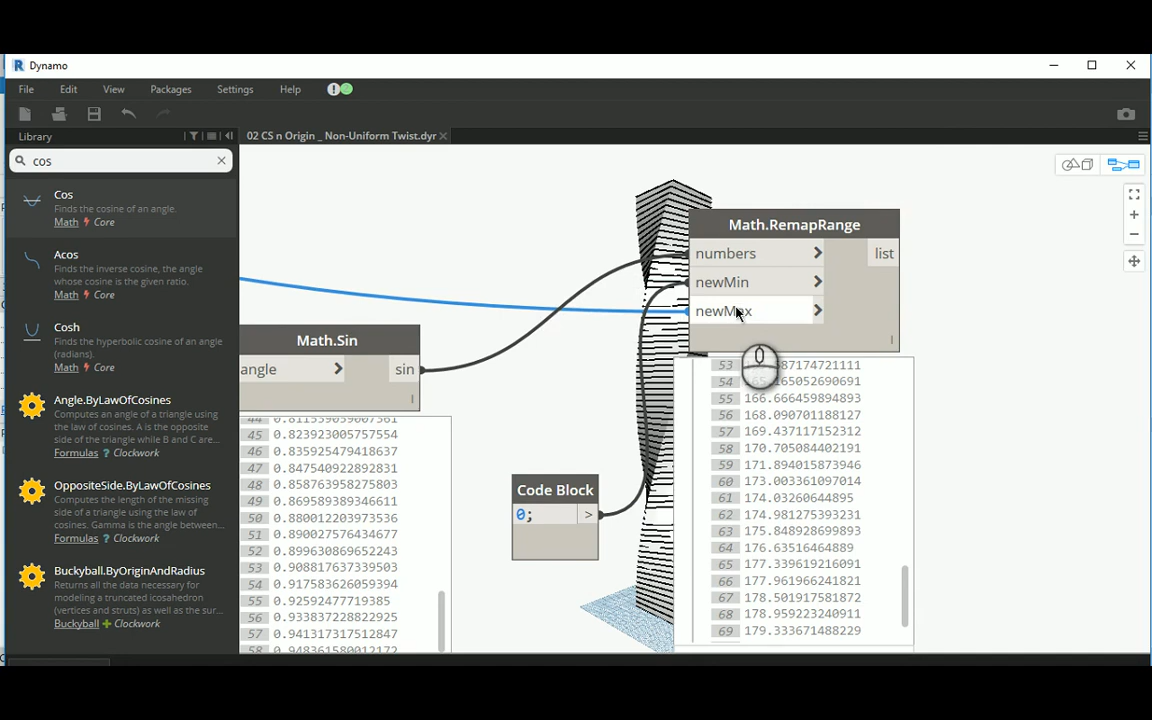 Dynamo
File Edit View Packages Settings Help
Library
02 CS n Origin _ Non-Uniform Twist.dyn
cos
Cos
Finds the cosine of an angle.
Math Core
Acos
Finds the inverse cosine, the angle
whose cosine is the given ratio.
Math Core
Cosh
Finds the hyperbolic cosine of an angle
(radians).
Math Core
Angle.ByLawOfCosines
Computes an angle of a triangle using
the law of cosines. A is the opposite
side of the triangle while B and C are...
Formulas ? Clockwork
OppositeSide.ByLawOfCosines
Computes the length of the missing
side of a triangle using the law of
cosines. Gamma is the angle between...
Formulas ? Clockwork
Buckyball.ByOriginAndRadius
Returns all the data necessary for
modeling a truncated icosahedron
(vertices and struts) as well as the sur...
Buckyball Clockwork
Math.Sin
angle > sin
45 0.823923005757554
46 0.835925479418637
47 0.847540922892831
48 0.858763958275803
49 0.869589389346611
50 0.880012203973536
51 0.890027576434677
52 0.899630869652243
53 0.908817637339503
54 0.917583626059394
55 0.92592477719385
56 0.933837228822925
57 0.941317317512847
58 0.948361580012172
Code Block
0; >
Math.RemapRange
numbers > list
newMin >
newMax >
53
54
55 166.666459894893
56 168.090701188127
57 169.437117152312
58 170.705084402991
59 171.894015873946
60 173.003361097014
61 174.03260644895
62 174.981275393231
63 175.848928699893
64 176.63516464889
65 177.339619216091
66 177.961966241821
67 178.501917581872
68 178.959223240911
69 179.333671488229